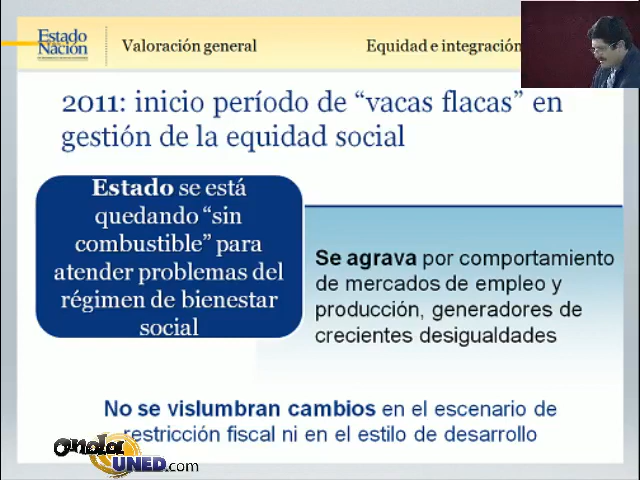 Estado
Nación
Valoración general
Equidad e integración
2011: inicio período de “vacas flacas” en
gestión de la equidad social
Estado se está
quedando “sin
combustible” para
atender problemas del
régimen de bienestar
social
Se agrava por comportamiento
de mercados de empleo y
producción, generadores de
crecientes desigualdades
No se vislumbran cambios en el escenario de
restricción fiscal ni en el estilo de desarrollo
onda
UNED.com